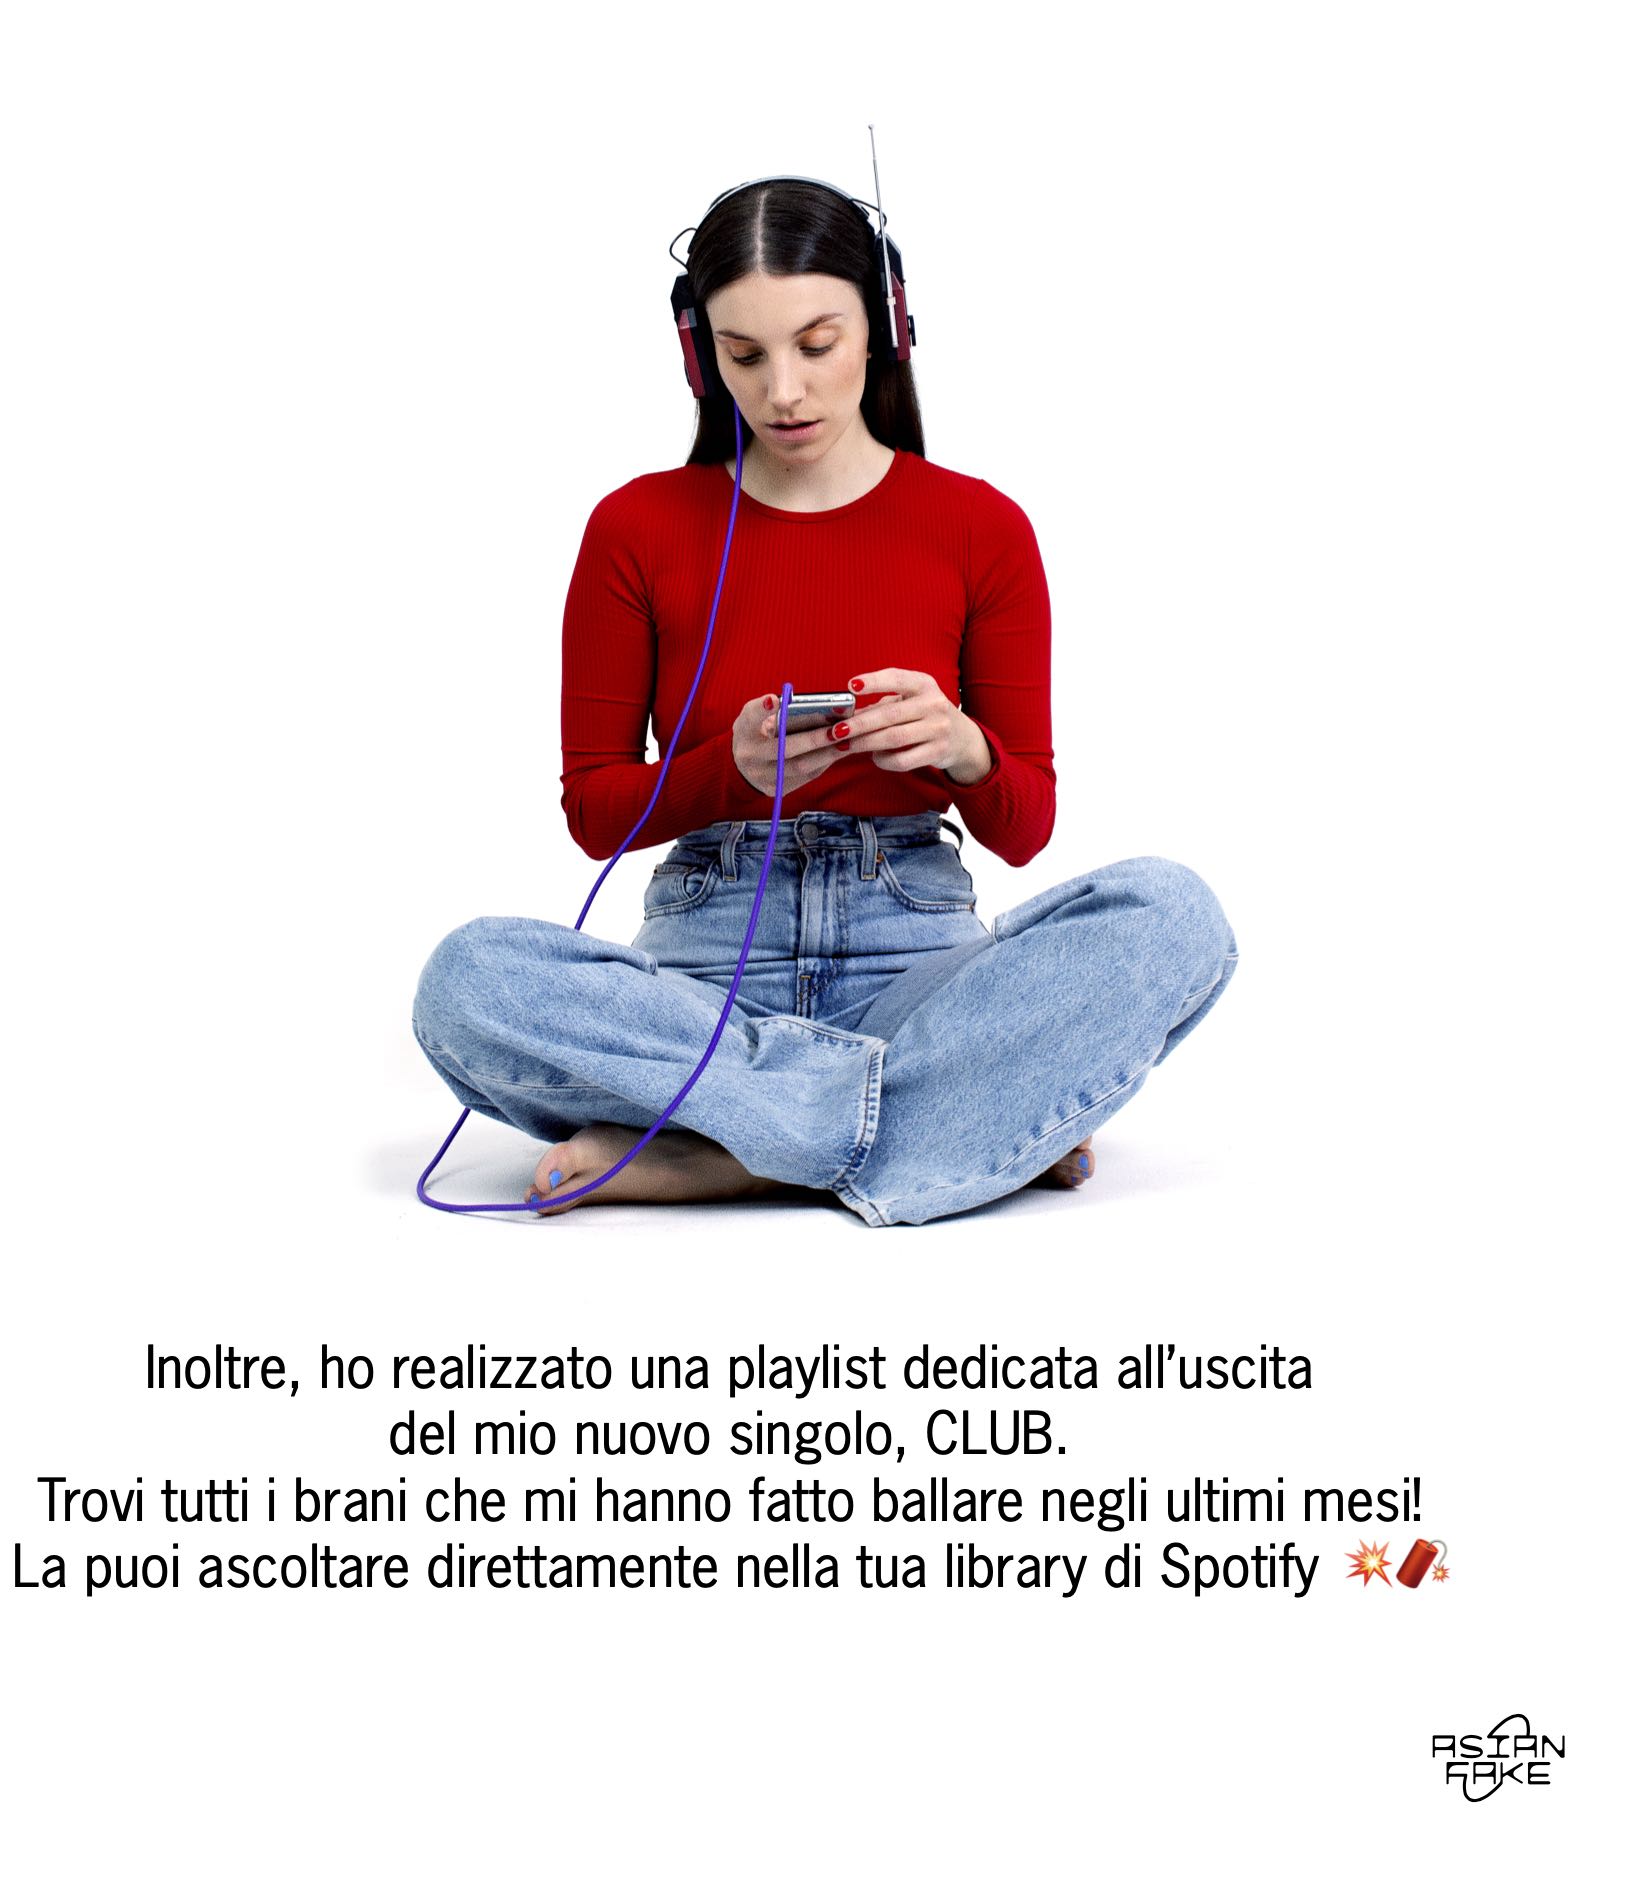 Inoltre, ho realizzato una playlist dedicata all’uscita
del mio nuovo singolo, CLUB.
Trovi tutti i brani che mi hanno fatto ballare negli ultimi mesi!
La puoi ascoltare direttamente nella tua library di Spotify 💥🧨
ASIAN
FAKE